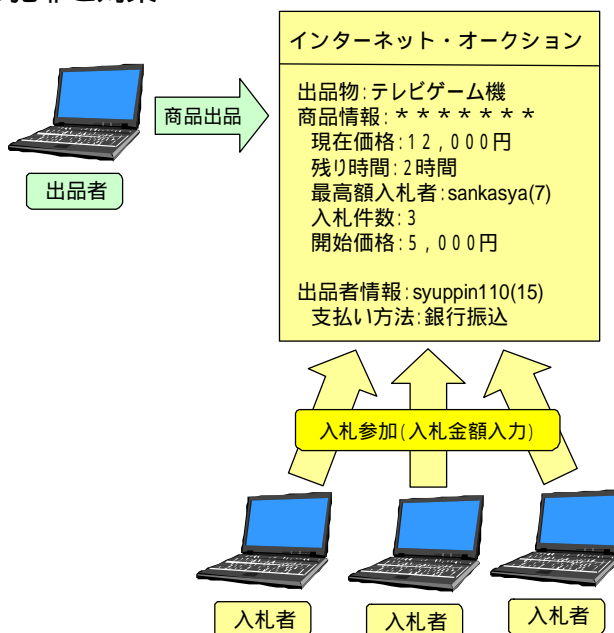 インターネット・オークション
出品物:テレビゲーム機
商品情報:*******
現在価格:12,000円
残り時間:2時間
最高額入札者:sankasya(7)
入札件数:3
開始価格:5,000円
出品者情報:syuppin110(15)
支払い方法:銀行振込
商品出品
出品者
入札参加(入札金額入力)
入札者
入札者
入札者